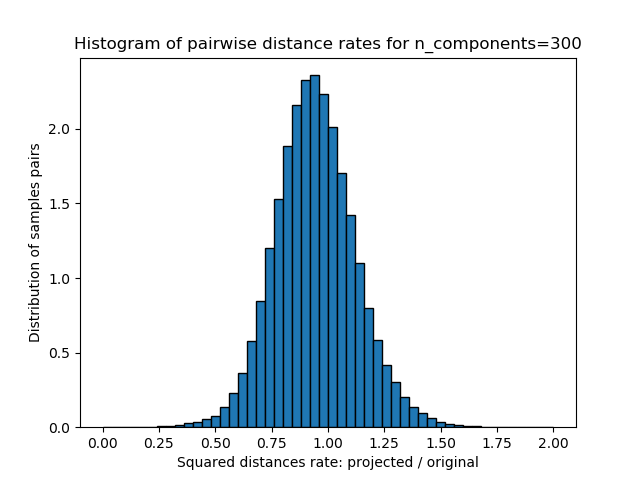 Histogram of pairwise distance rates for n_components=300
Distribution of samples pairs
2.0
1.5
1.0
0.5
0.0
0.00 0.25 0.50 0.75 1.00 1.25 1.50 1.75 2.00
Squared distances rate: projected / original